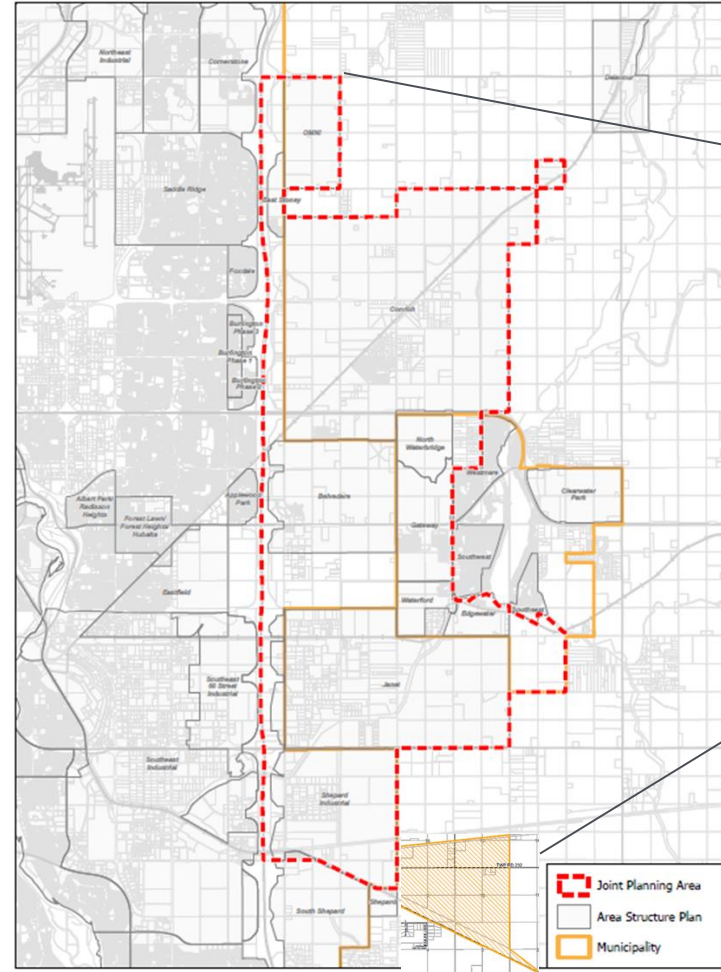 Northeast
Industrial
Cornerstone
Delacour
OMNI
Saddle Ridge
East Stoney
Foxdale
Conrich
Burlington
Phase 3
Burlington
Phase 1
Burlington
Phase 2
North
Waterbridge
Westmere
Albert Park/
Radisson
Heights
Forest Lawn/
Forest Heights/
Hubalta
Applewood
Park
Belvedere
Clearwater
Park
Gateway
Southwest
Eastfield
Waterford
Edgewater
Southeast
Southeast
68 Street
Industrial
Janet
Southeast
Industrial
Shepard
Industrial
South Shepard
Shepard
Joint Planning Area
Area Structure Plan
Municipality